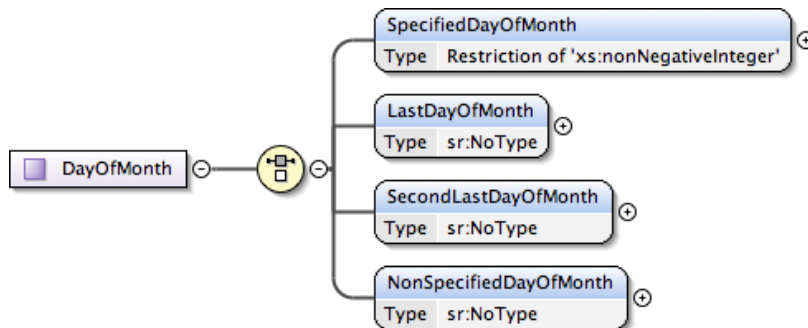 SpecifiedDayOfMonth
Type Restriction of 'xs:nonNegativeInteger'
LastDayOfMonth
Type sr:NoType
DayOfMonth
SecondLastDayOfMonth
Type sr:NoType
NonSpecifiedDayOfMonth
Type sr:NoType